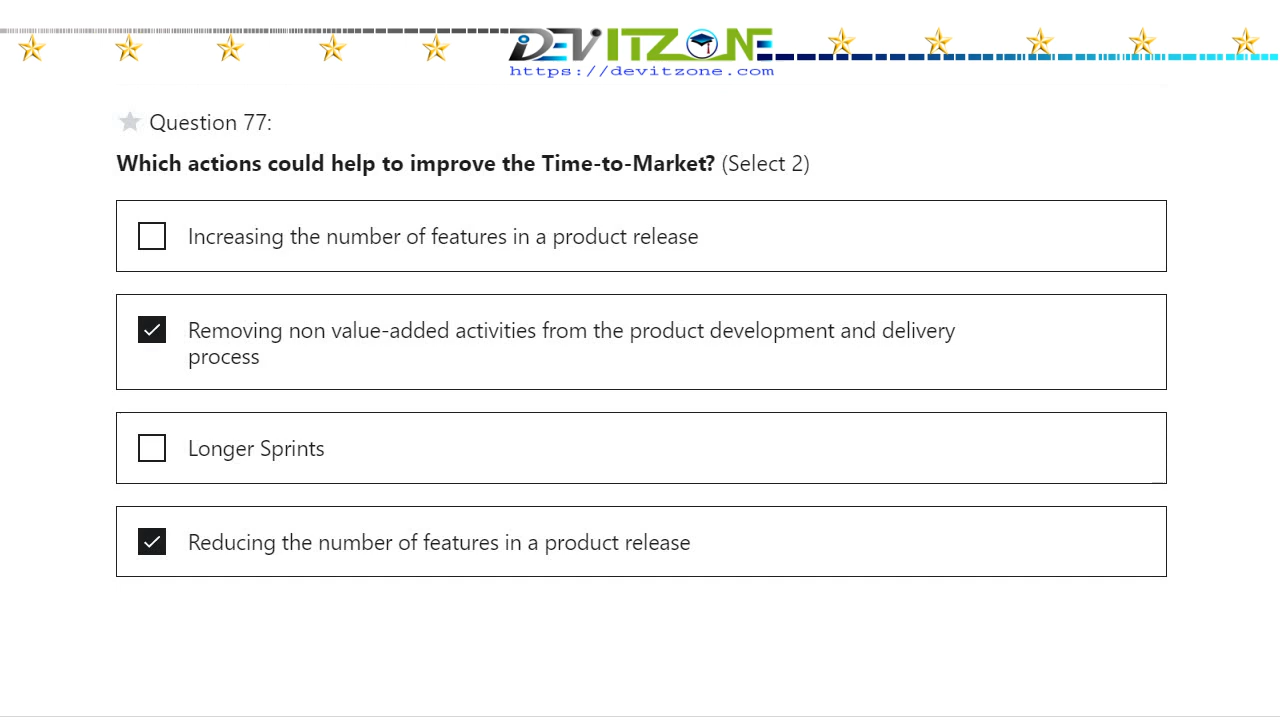 DEVITZONE
https://devitzone.com
Question 77:
Which actions could help to improve the Time-to-Market? (Select 2)
Increasing the number of features in a product release
Removing non value-added activities from the product development and delivery
process
Longer Sprints
Reducing the number of features in a product release